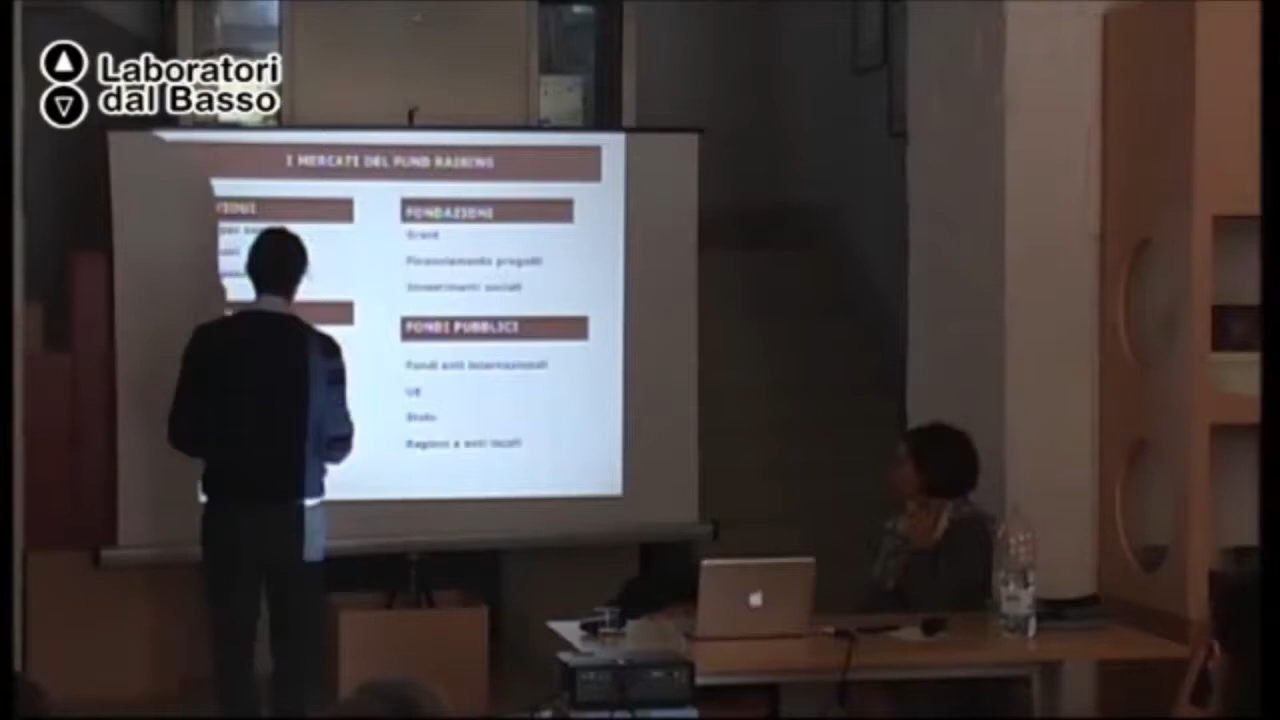 Laboratori
dal Basso
I MERCATI DEL FUND RAISING
FONDAZIONI
Grant
Finanziamento progetti
Investimenti sociali
FONDI PUBBLICI
Fondi enti internazionali
UE
Stato
Regioni e enti locali